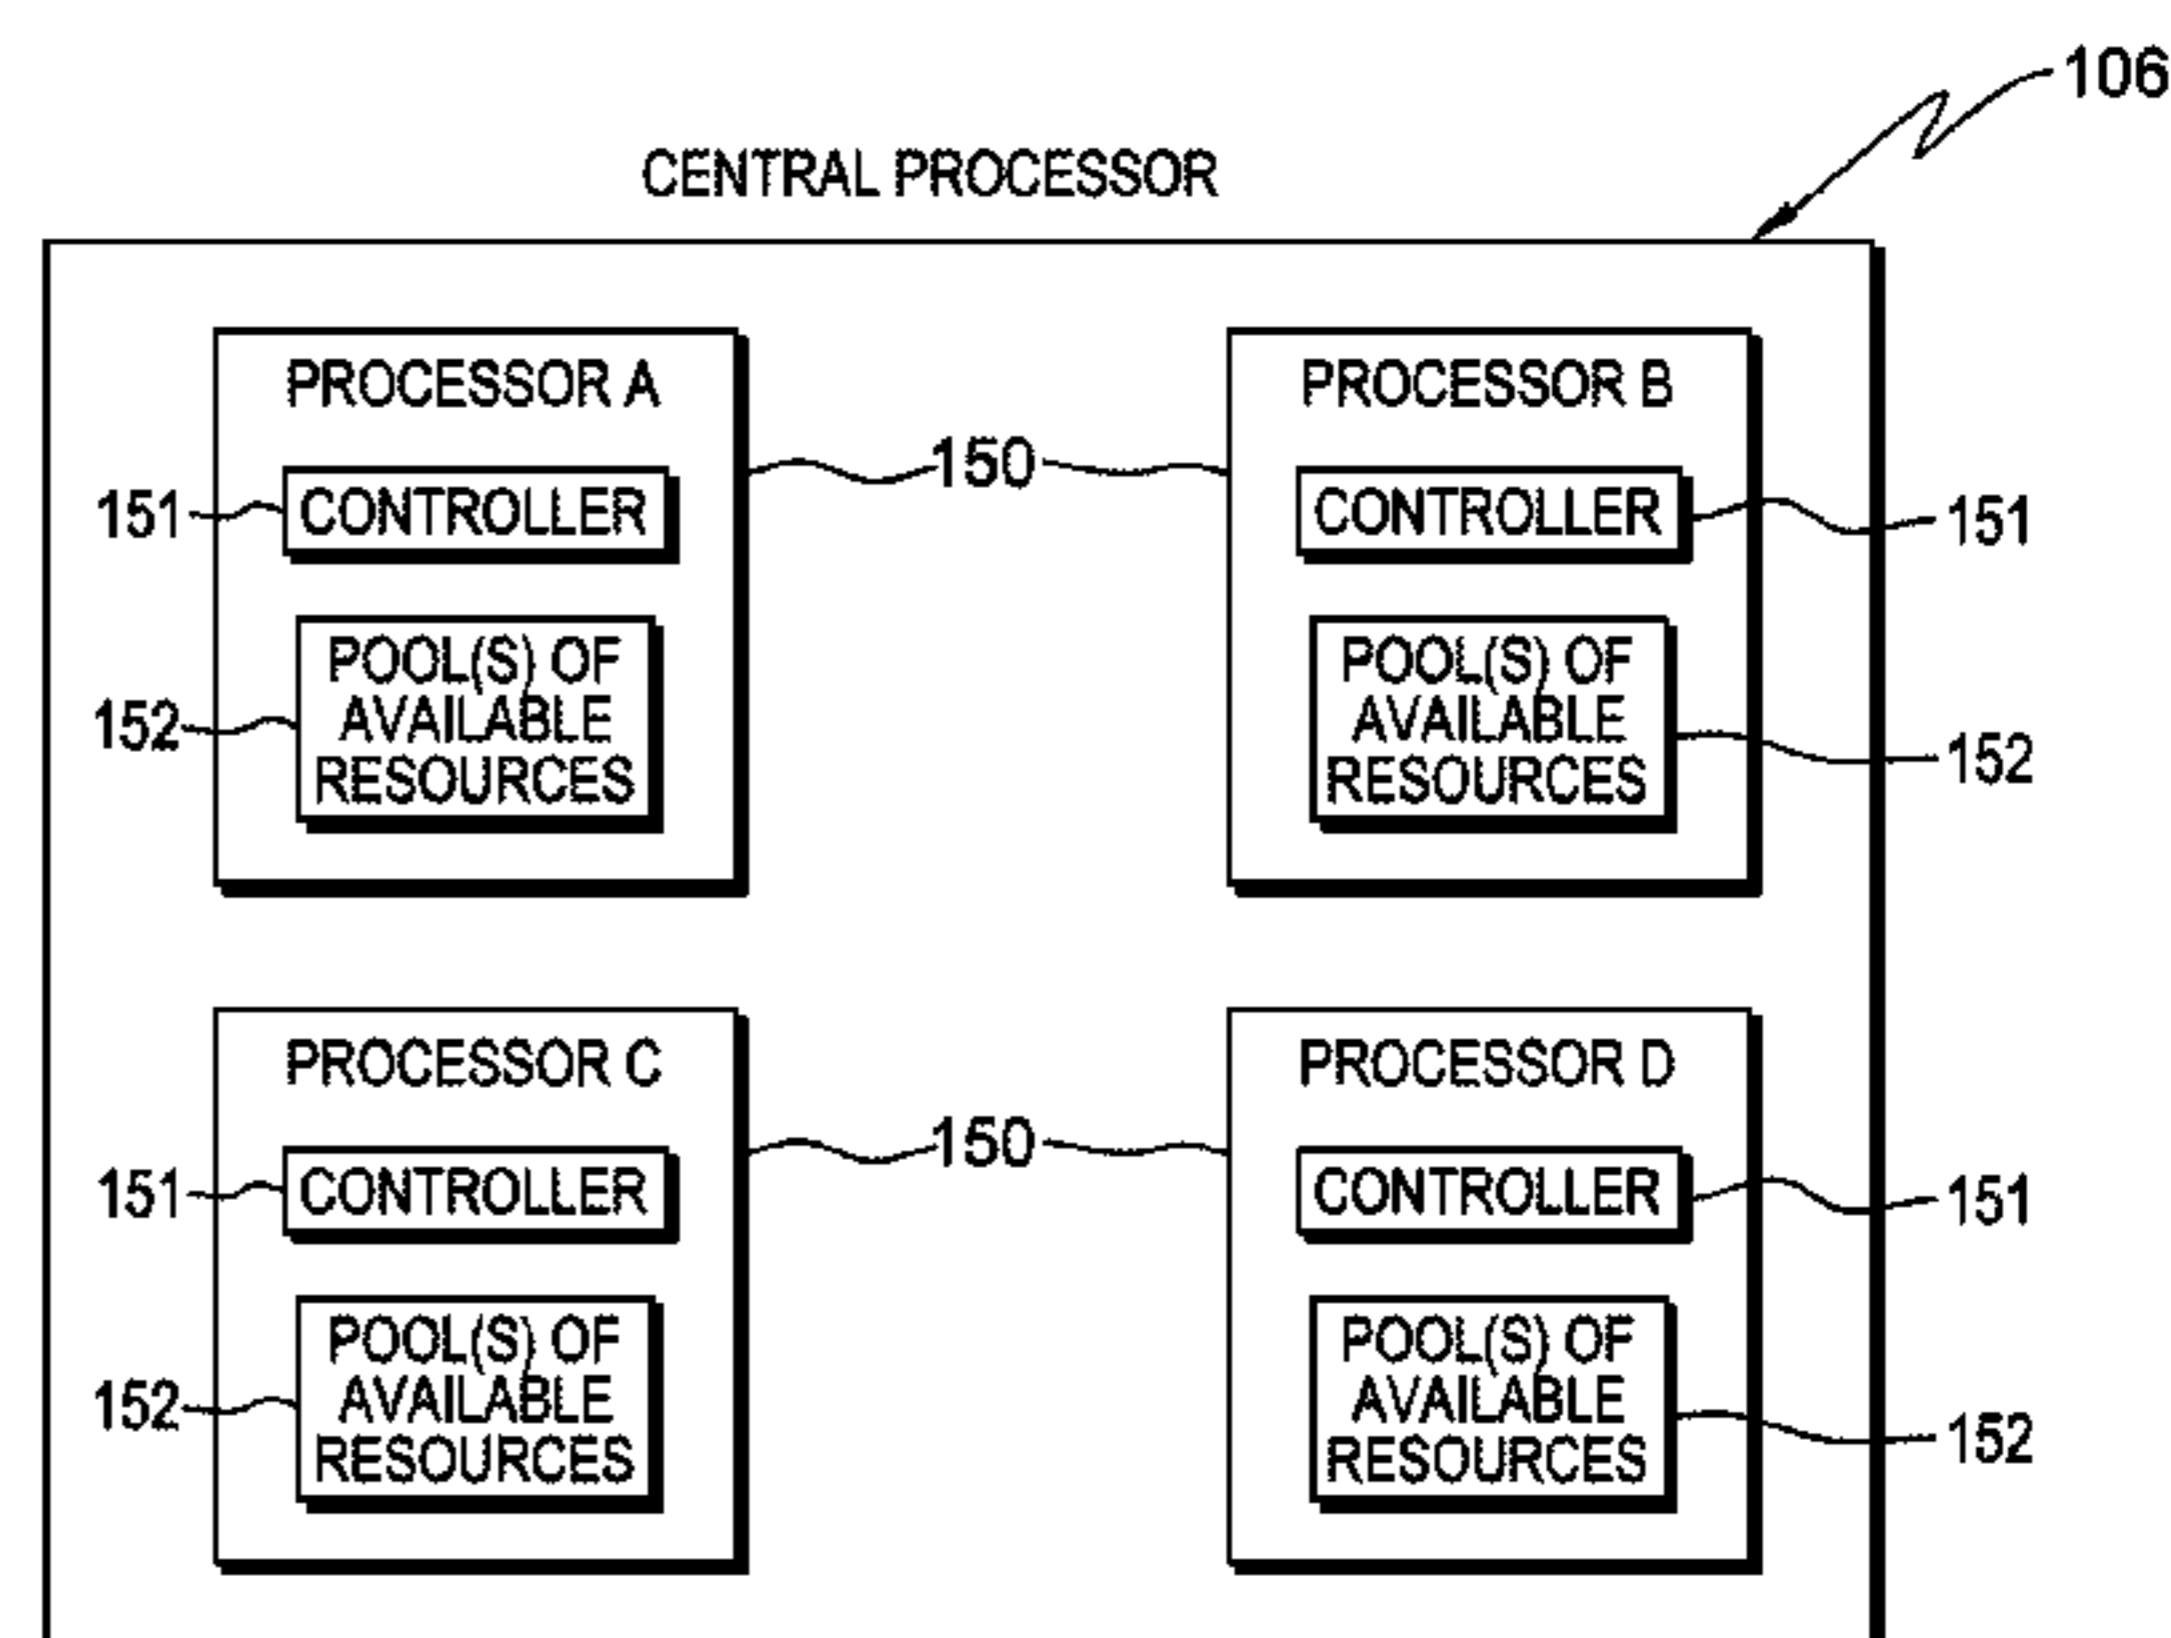 106
CENTRAL PROCESSOR
PROCESSOR A
PROCESSOR B
150
151
CONTROLLER
CONTROLLER
151
152
POOL(S) OF
AVAILABLE
RESOURCES
POOL(S) OF
AVAILABLE
RESOURCES
152
PROCESSOR C
PROCESSOR D
150
151
CONTROLLER
CONTROLLER
151
152
POOL(S) OF
AVAILABLE
RESOURCES
POOL(S) OF
AVAILABLE
RESOURCES
152